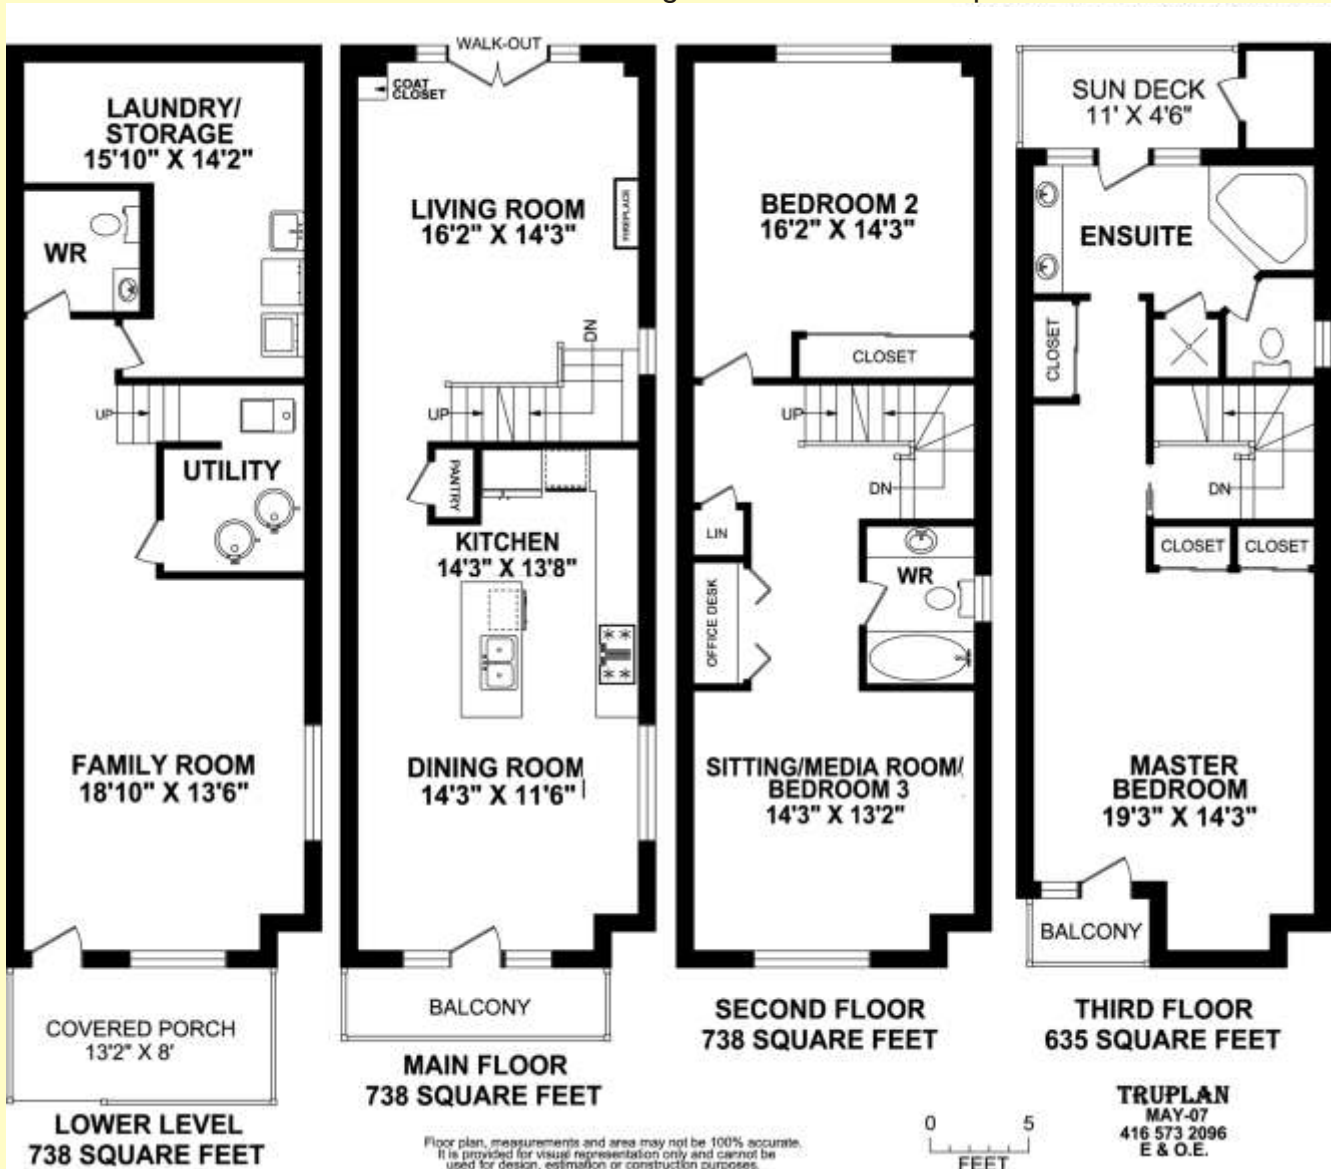 LAUNDRY/
STORAGE
15'10" X 14'2"
WR
UP
UTILITY
FAMILY ROOM
18'10" X 13'6"
COVERED PORCH
13'2" X 8'
LOWER LEVEL
738 SQUARE FEET
WALK-OUT
COAT
CLOSET
LIVING ROOM
16'2" X 14'3"
FIREPLACE
DN
UP
PANTRY
KITCHEN
14'3" X 13'8"
DINING ROOM
14'3" X 11'6"
BALCONY
MAIN FLOOR
738 SQUARE FEET
BEDROOM 2
16'2" X 14'3"
CLOSET
UP
DN
LIN
OFFICE DESK
WR
SITTING/MEDIA ROOM/
BEDROOM 3
14'3" X 13'2"
SECOND FLOOR
738 SQUARE FEET
SUN DECK
11' X 4'6"
ENSUITE
CLOSET
DN
CLOSET
CLOSET
MASTER
BEDROOM
19'3" X 14'3"
BALCONY
THIRD FLOOR
635 SQUARE FEET
Floor plan, measurements and area may not be 100% accurate.
It is provided for visual representation only and cannot be
used for design, estimation or construction purposes.
0 5
FEET
TRUPLAN
MAY-07
416 573 2096
E & O.E.